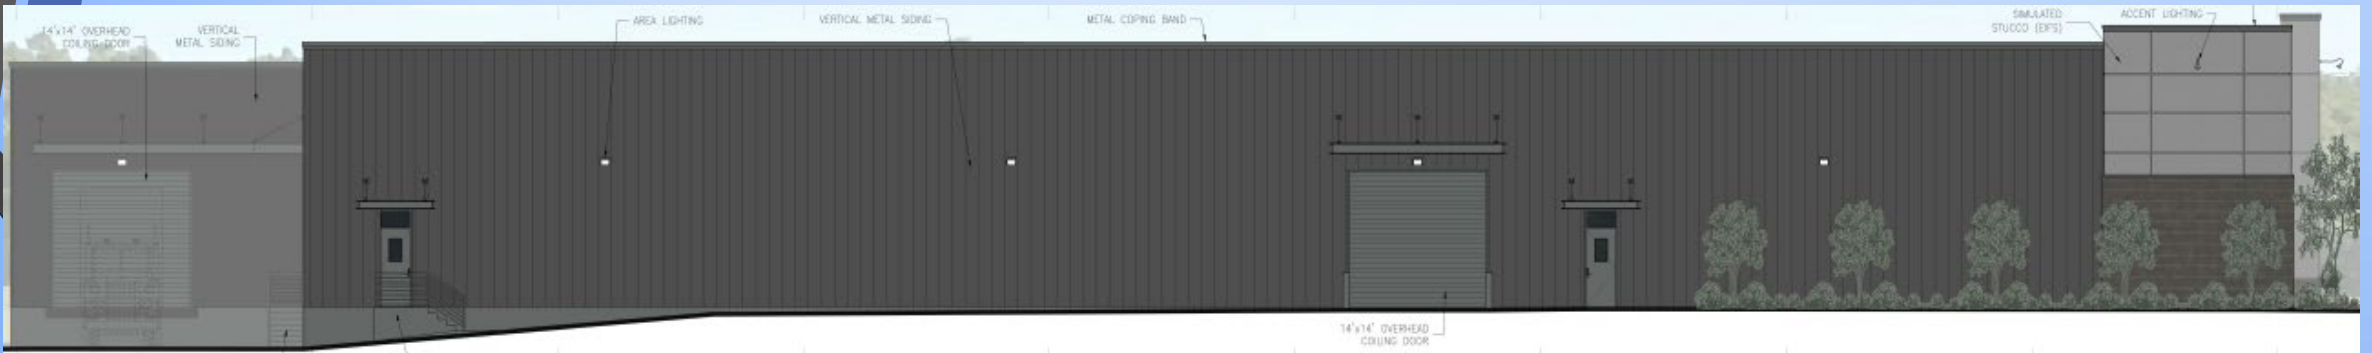 14'x14' OVERHEAD
COILING DOOR
VERTICAL
METAL SIDING
AREA LIGHTING
VERTICAL METAL SIDING
METAL COPING BAND
SIMULATED
STUCCO (EIFS)
ACCENT LIGHTING
14'x14' OVERHEAD
COILING DOOR